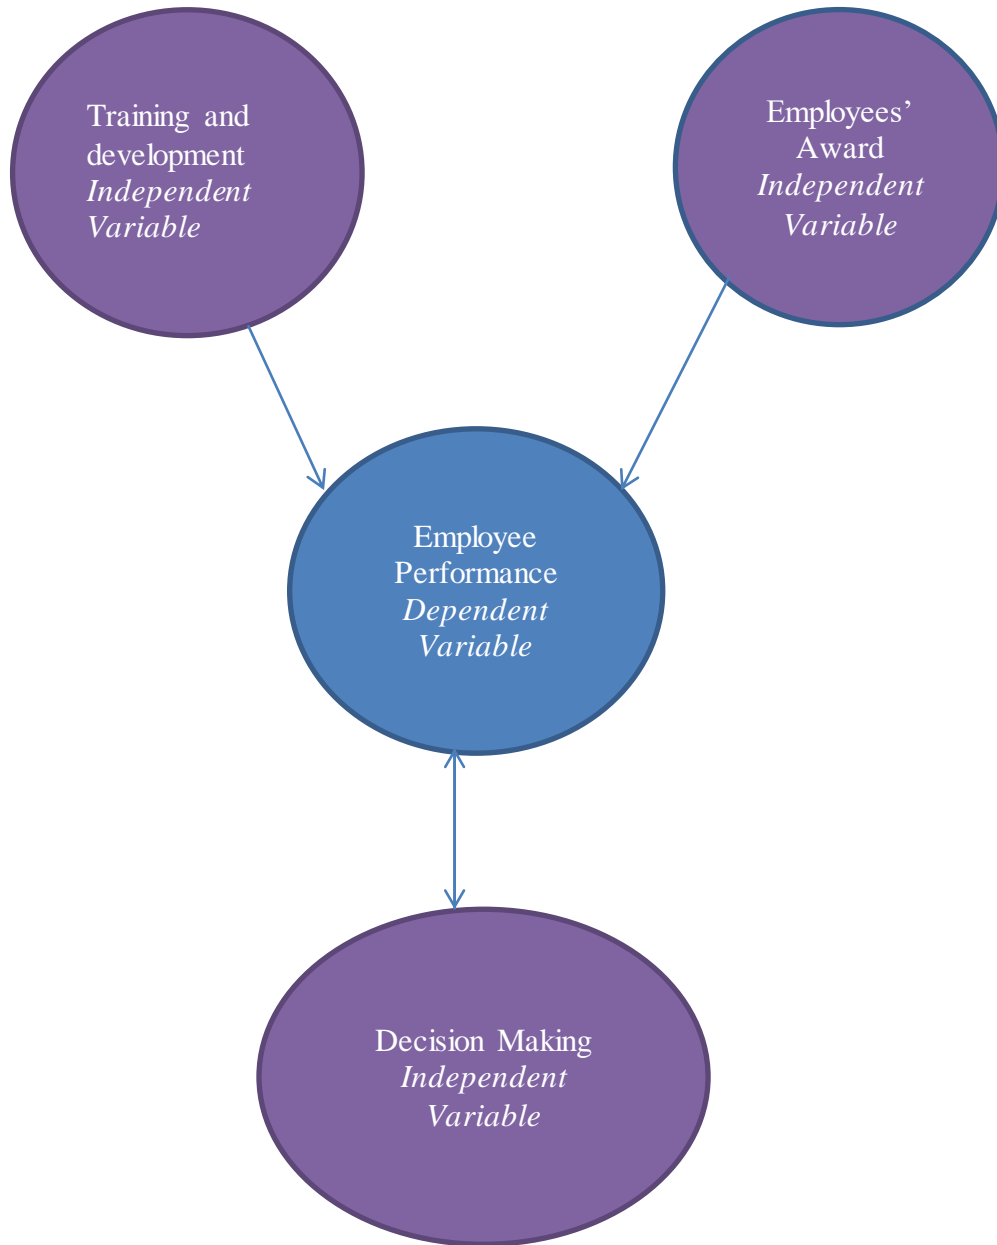 Training and
development
Independent
Variable
Employees’
Award
Independent
Variable
Employee
Performance
Dependent
Variable
Decision Making
Independent
Variable